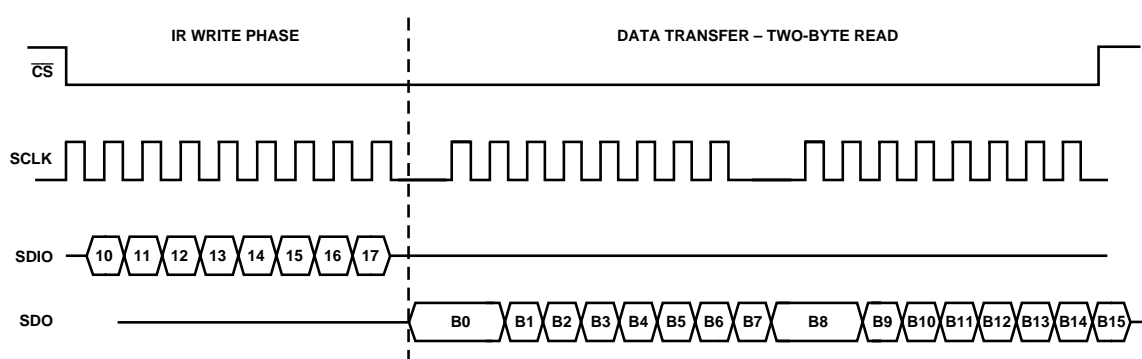 IR WRITE PHASE DATA TRANSFER – TWO-BYTE READ
CS
SCLK
SDIO 10 11 12 13 14 15 16 17
SDO B0 B1 B2 B3 B4 B5 B6 B7 B8 B9 B10 B11 B12 B13 B14 B15